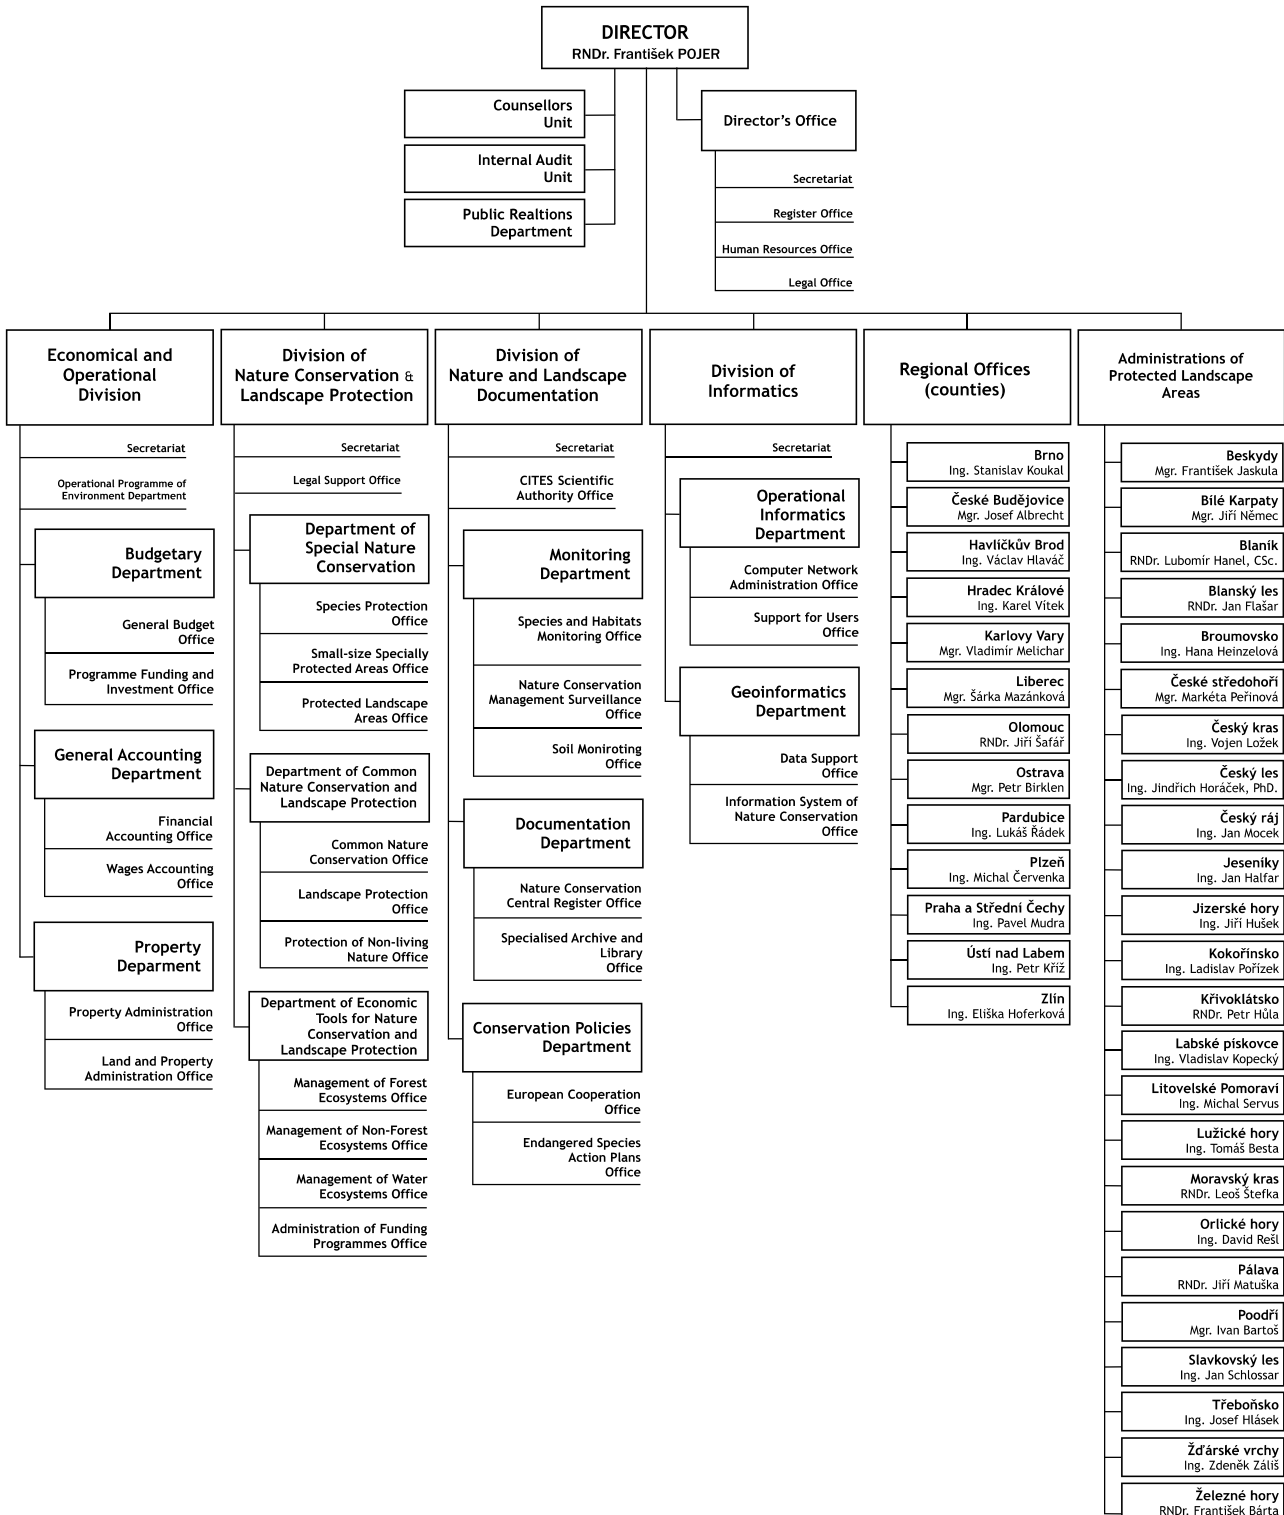 DIRECTOR
RNDr. František POJER
Counsellors
Unit
Internal Audit
Unit
Public Realtions
Department
Director's Office
Secretariat
Register Office
Human Resources Office
Legal Office
Economical and
Operational
Division
Secretariat
Operational Programme of
Environment Department
Budgetary
Department
General Budget
Office
Programme Funding and
Investment Office
General Accounting
Department
Financial
Accounting Office
Wages Accounting
Office
Property
Deparment
Property Administration
Office
Land and Property
Administration Office
Division of
Nature Conservation &
Landscape Protection
Secretariat
Legal Support Office
Department of
Special Nature
Conservation
Species Protection
Office
Small-size Specially
Protected Areas Office
Protected Landscape
Areas Office
Department of Common
Nature Conservation and
Landscape Protection
Common Nature
Conservation Office
Landscape Protection
Office
Protection of Non-living
Nature Office
Department of Economic
Tools for Nature
Conservation and
Landscape Protection
Management of Forest
Ecosystems Office
Management of Non-Forest
Ecosystems Office
Management of Water
Ecosystems Office
Administration of Funding
Programmes Office
Division of
Nature and Landscape
Documentation
Secretariat
CITES Scientific
Authority Office
Monitoring
Department
Species and Habitats
Monitoring Office
Nature Conservation
Management Surveillance
Office
Soil Moniroting
Office
Documentation
Department
Nature Conservation
Central Register Office
Specialised Archive and
Library
Office
Conservation Policies
Department
European Cooperation
Office
Endangered Species
Action Plans
Office
Division of
Informatics
Secretariat
Operational
Informatics
Department
Computer Network
Administration Office
Support for Users
Office
Geoinformatics
Department
Data Support
Office
Information System of
Nature Conservation
Office
Regional Offices
(counties)
Brno
Ing. Stanislav Koukal
České Budějovice
Mgr. Josef Albrecht
Havlíčkův Brod
Ing. Václav Hlaváč
Hradec Králové
Ing. Karel Vítek
Karlovy Vary
Mgr. Vladimír Melichar
Liberec
Mgr. Šárka Mazánková
Olomouc
RNDr. Jiří Šafář
Ostrava
Mgr. Petr Birklen
Pardubice
Ing. Lukáš Řádek
Plzeň
Ing. Michal Červenka
Praha a Střední Čechy
Ing. Pavel Mudra
Ústí nad Labem
Ing. Petr Kříž
Zlín
Ing. Eliška Hoferková
Administrations of
Protected Landscape
Areas
Beskydy
Mgr. František Jaskula
Bílé Karpaty
Mgr. Jiří Němec
Blaník
RNDr. Lubomír Hanel, CSc.
Blanský les
RNDr. Jan Flašar
Broumovsko
Ing. Hana Heinzelová
České středohoří
Mgr. Markéta Peřinová
Český kras
Ing. Vojen Ložek
Český les
Ing. Jindřich Horáček, PhD.
Český ráj
Ing. Jan Mocek
Jeseníky
Ing. Jan Halfar
Jizerské hory
Ing. Jiří Hušek
Kokořínsko
Ing. Ladislav Pořízek
Křivoklátsko
RNDr. Petr Hůla
Labské pískovce
Ing. Vladislav Kopecký
Litovelské Pomoraví
Ing. Michal Servus
Lužické hory
Ing. Tomáš Besta
Moravský kras
RNDr. Leoš Štefka
Orlické hory
Ing. David Rešl
Pálava
RNDr. Jiří Matuška
Poodří
Mgr. Ivan Bartoš
Slavkovský les
Ing. Jan Schlossar
Třeboňsko
Ing. Josef Hlásek
Žďárské vrchy
Ing. Zdeněk Záliš
Železné hory
RNDr. František Bárta